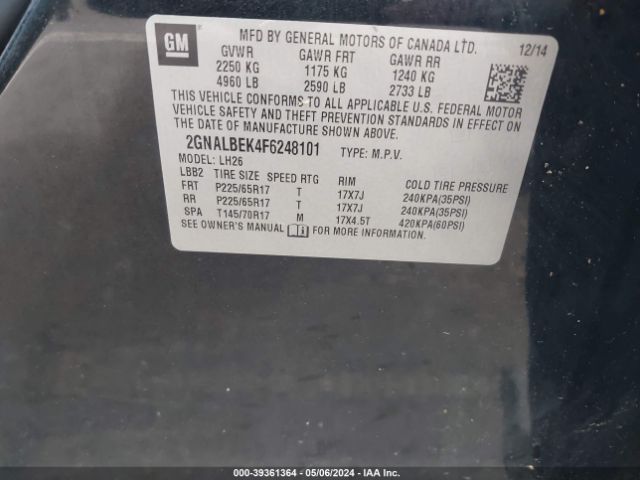 GM
MFD BY GENERAL MOTORS OF CANADA LTD. 12/14
GVWR GAWR FRT GAWR RR
2250 KG 1175 KG 1240 KG
4960 LB 2590 LB 2733 LB
THIS VEHICLE CONFORMS TO ALL APPLICABLE U.S. FEDERAL MOTOR
VEHICLE SAFETY AND THEFT PREVENTION STANDARDS IN EFFECT ON
THE DATE OF MANUFACTURE SHOWN ABOVE.
2GNALBEK4F6248101 TYPE: M.P.V.
MODEL: LH26
LBB2 TIRE SIZE SPEED RTG RIM COLD TIRE PRESSURE
FRT P225/65R17 T 17X7J 240KPA(35PSI)
RR P225/65R17 T 17X7J 240KPA(35PSI)
SPA T145/70R17 M 17X4.5T 420KPA(60PSI)
SEE OWNER'S MANUAL FOR MORE INFORMATION.
000-39361364 - 05/06/2024 - IAA Inc.